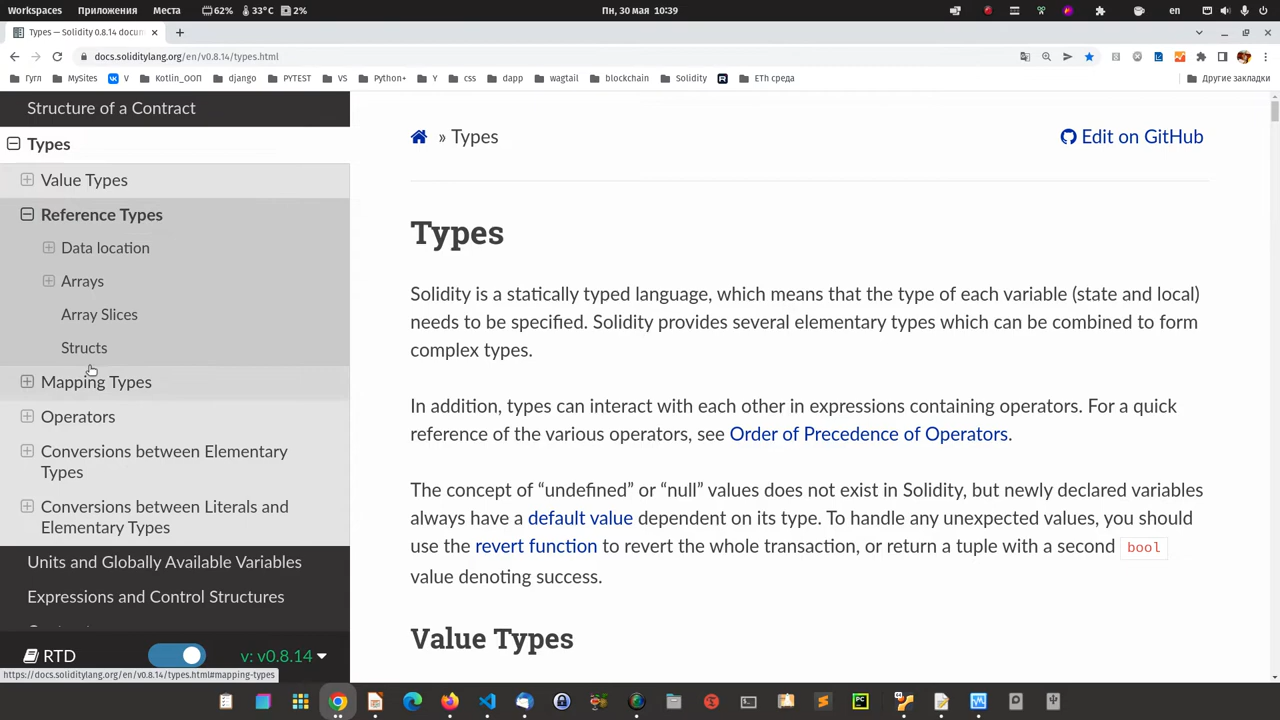 Workspaces Приложения Места 62% 33°C 2% Пн, 30 мая 10:39 en
Types — Solidity 0.8.14 docum
docs.soliditylang.org/en/v0.8.14/types.html
Гугл MySites V Kotlin_ООП django PYTEST VS Python+ Y css dapp wagtail blockchain Solidity ETh среда Другие закладки
Structure of a Contract
Types
Value Types
Reference Types
Data location
Arrays
Array Slices
Structs
Mapping Types
Operators
Conversions between Elementary
Types
Conversions between Literals and
Elementary Types
Units and Globally Available Variables
Expressions and Control Structures
RTD v: v0.8.14
https://docs.soliditylang.org/en/v0.8.14/types.html#mapping-types
» Types Edit on GitHub
Types
Solidity is a statically typed language, which means that the type of each variable (state and local)
needs to be specified. Solidity provides several elementary types which can be combined to form
complex types.
In addition, types can interact with each other in expressions containing operators. For a quick
reference of the various operators, see Order of Precedence of Operators.
The concept of “undefined” or “null” values does not exist in Solidity, but newly declared variables
always have a default value dependent on its type. To handle any unexpected values, you should
use the revert function to revert the whole transaction, or return a tuple with a second bool
value denoting success.
Value Types